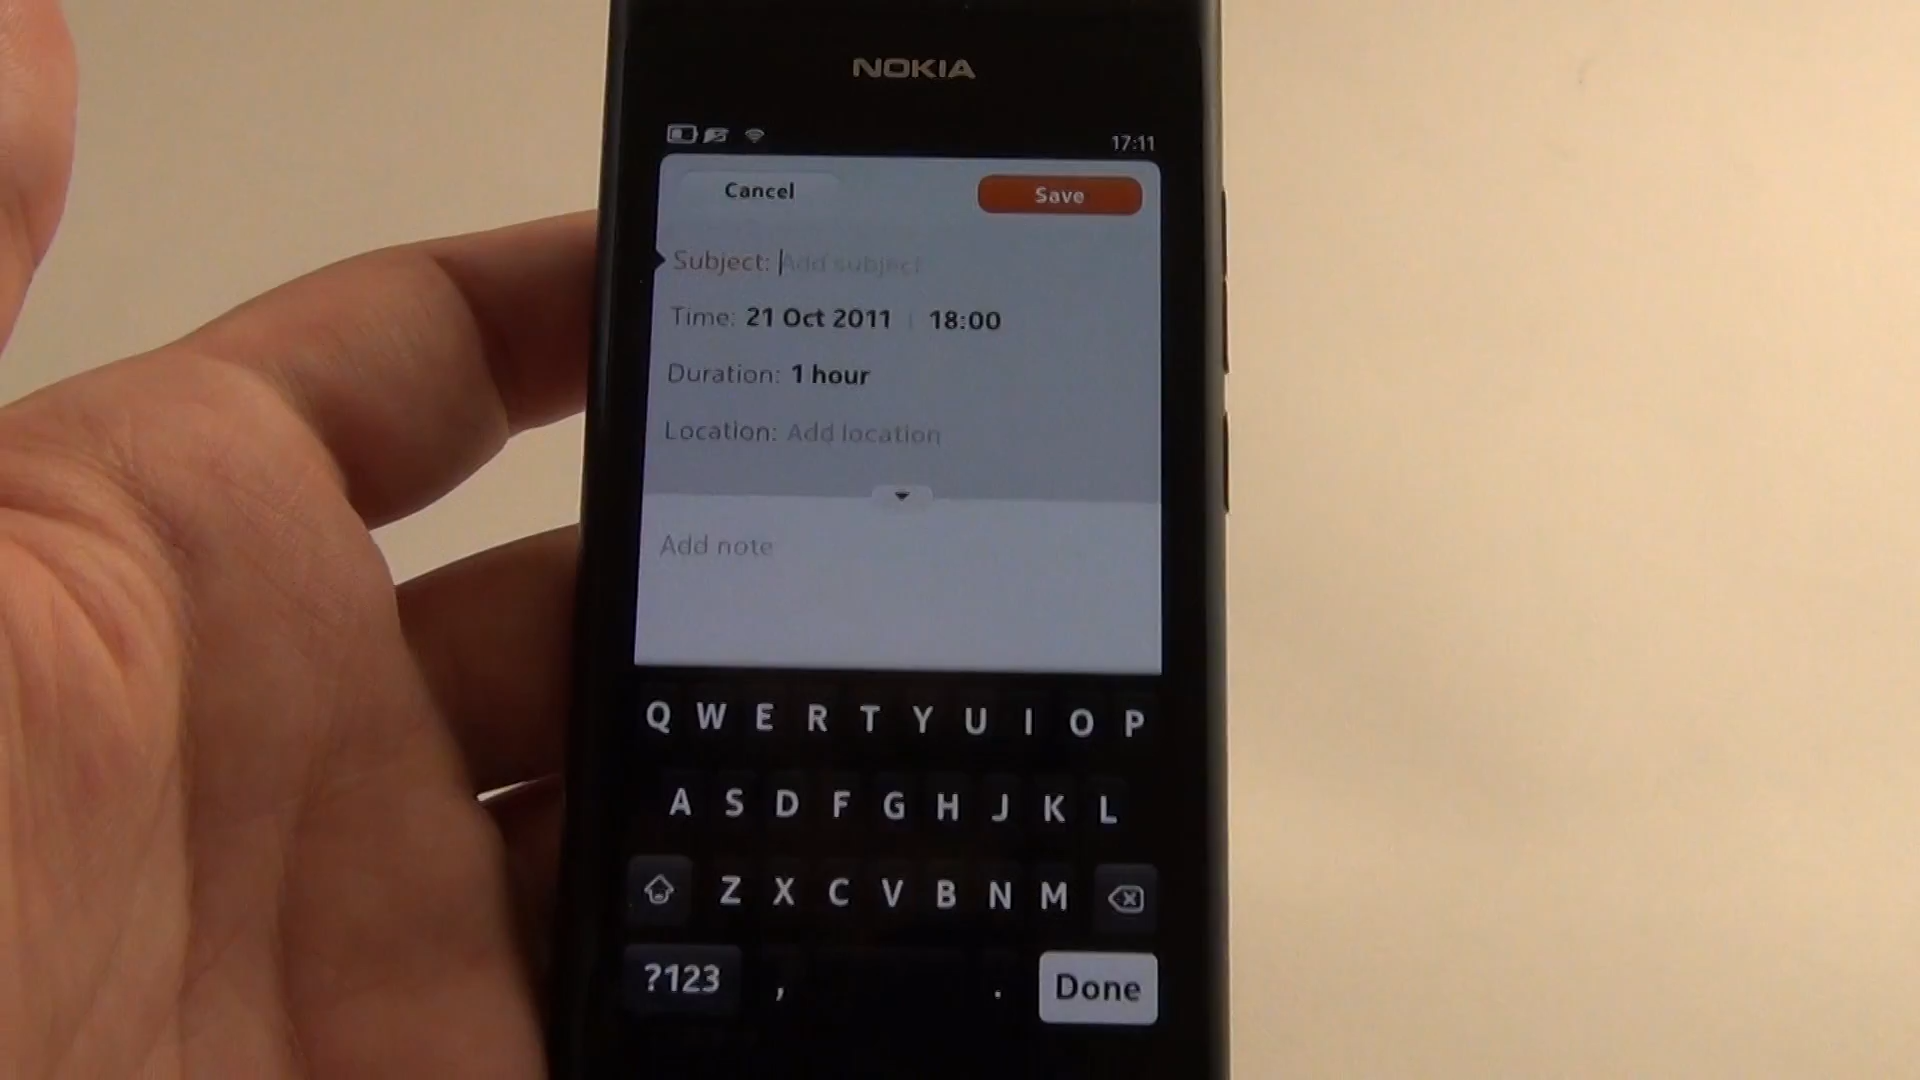 NOKIA
17:11
Cancel Save
Subject: Add subject
Time: 21 Oct 2011 18:00
Duration: 1 hour
Location: Add location
Add note
Q W E R T Y U I O P
A S D F G H J K L
Z X C V B N M
?123 , . Done